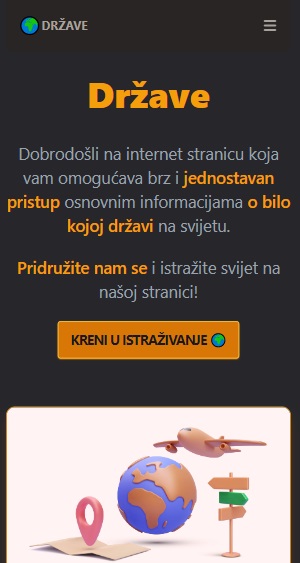 DRŽAVE
Države
Dobrodošli na internet stranicu koja
vam omogućava brz i jednostavan
pristup osnovnim informacijama o bilo
kojoj državi na svijetu.
Pridružite nam se i istražite svijet na
našoj stranici!
KRENI U ISTRAŽIVANJE